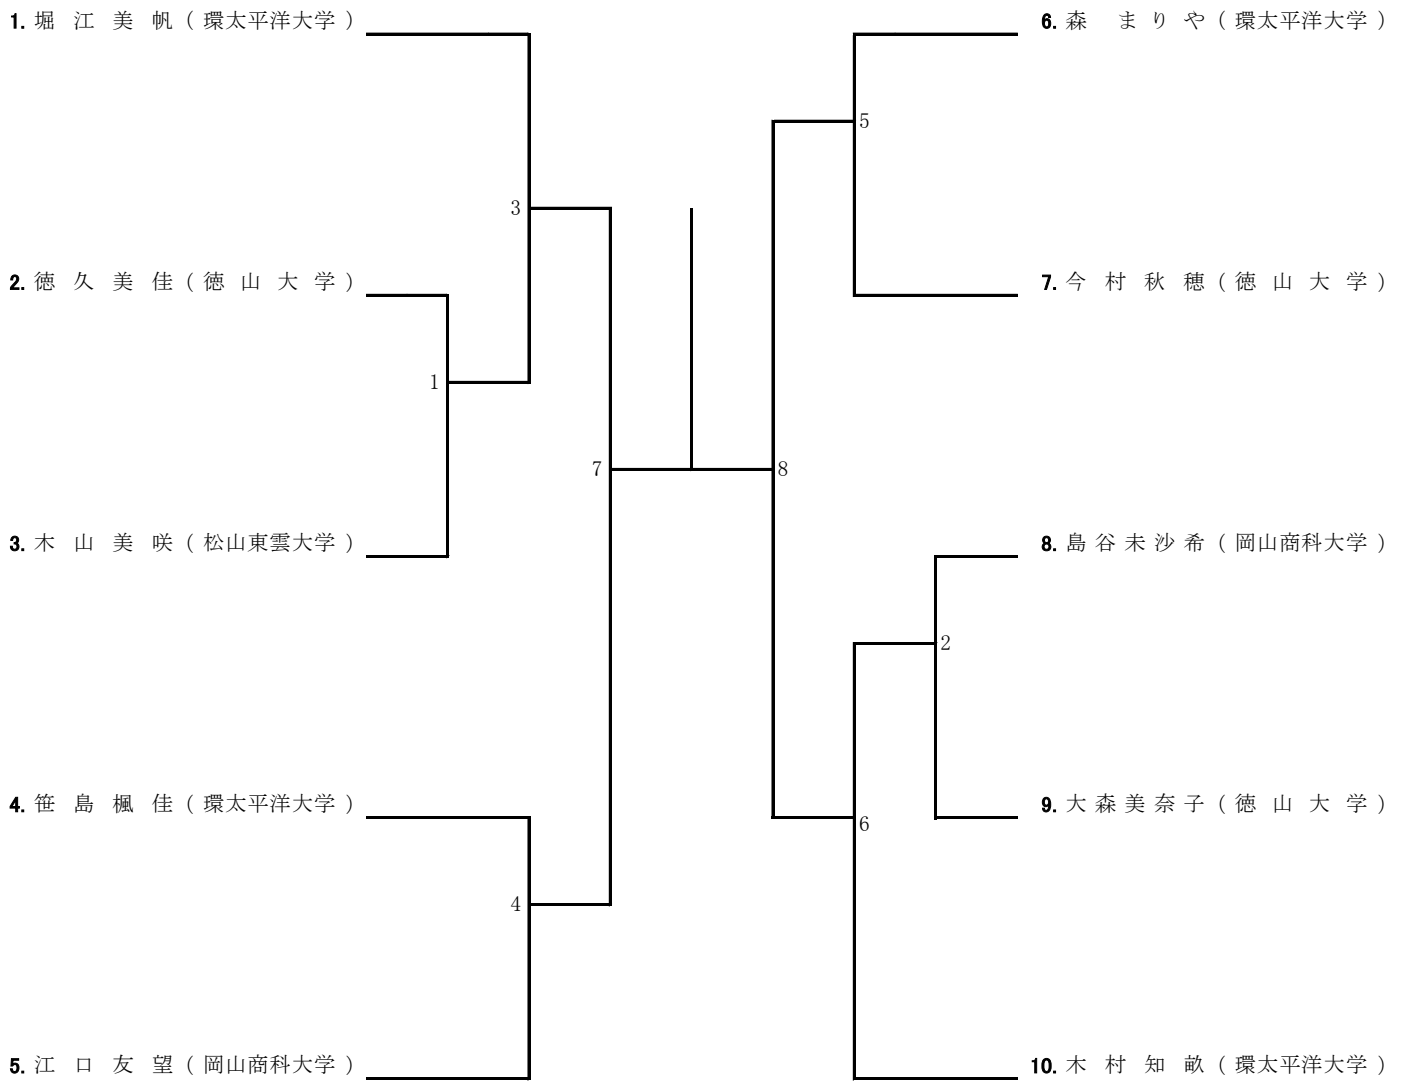 1. 堀江美帆 ( 環太平洋大学 )
3
2. 徳久美佳 ( 徳山大学 )
1
7
3. 木山美咲 ( 松山東雲大学 )
4. 笹島楓佳 ( 環太平洋大学 )
4
5. 江口友望 ( 岡山商科大学 )
6. 森 まりや ( 環太平洋大学 )
5
7. 今村秋穂 ( 徳山大学 )
8
8. 島谷未沙希 ( 岡山商科大学 )
2
9. 大森美奈子 ( 徳山大学 )
6
10. 木村知畝 ( 環太平洋大学 )